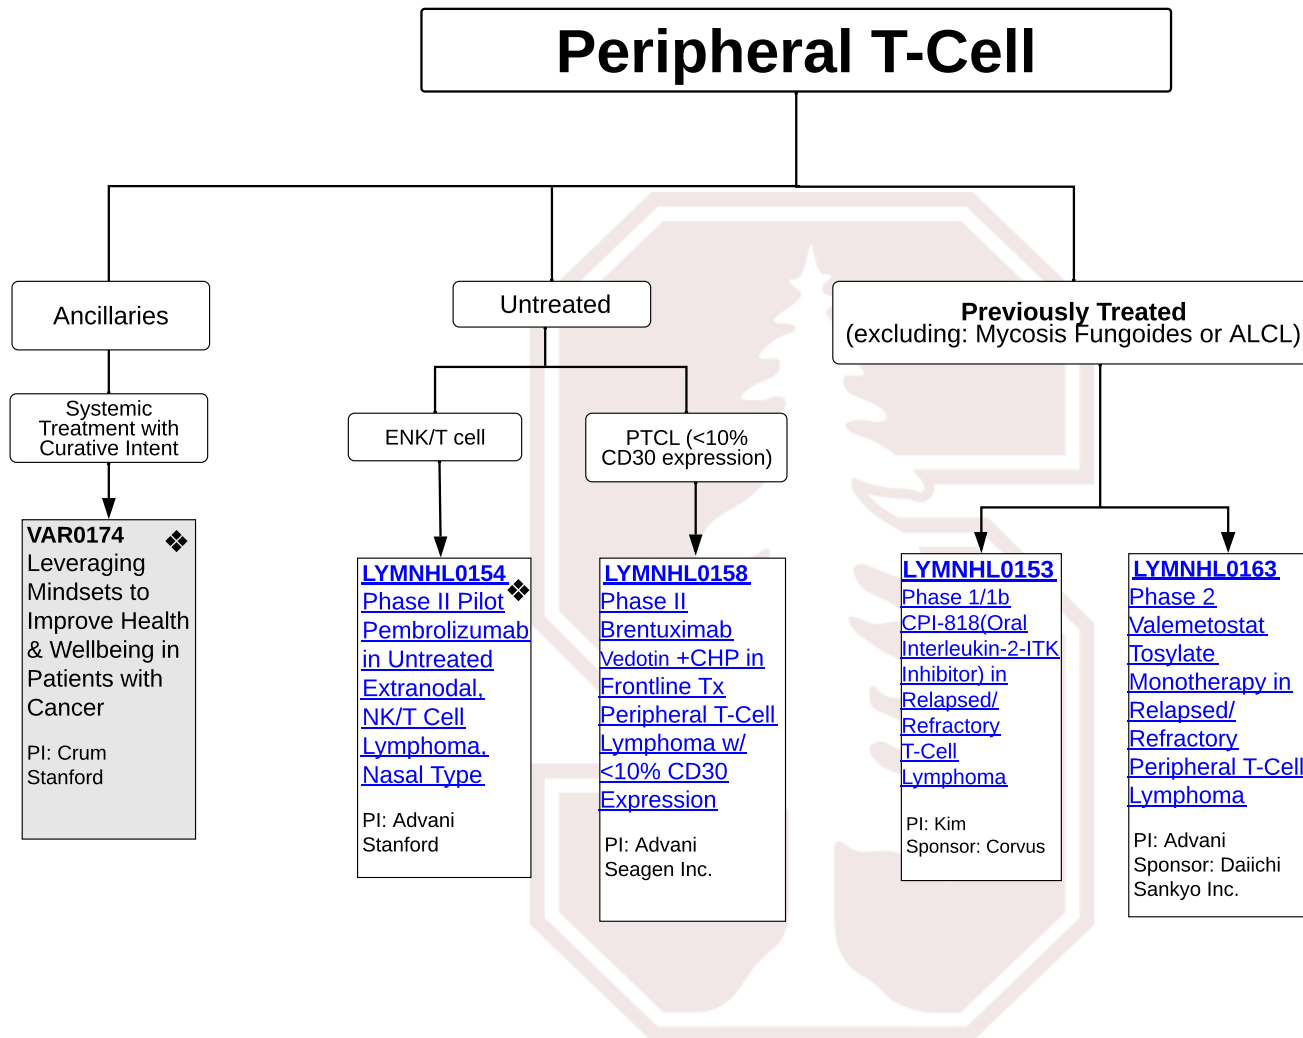 Peripheral T-Cell
Ancillaries
Systemic
Treatment with
Curative Intent
VAR0174
❖
Leveraging
Mindsets to
Improve Health
& Wellbeing in
Patients with
Cancer
PI: Crum
Stanford
Untreated
ENK/T cell
LYMNHL0154
❖
Phase II Pilot
Pembrolizumab
in Untreated
Extranodal,
NK/T Cell
Lymphoma,
Nasal Type
PI: Advani
Stanford
PTCL (<10%
CD30 expression)
LYMNHL0158
Phase II
Brentuximab
Vedotin +CHP in
Frontline Tx
Peripheral T-Cell
Lymphoma w/
<10% CD30
Expression
PI: Advani
Seagen Inc.
Previously Treated
(excluding: Mycosis Fungoides or ALCL)
LYMNHL0153
Phase 1/1b
CPI-818(Oral
Interleukin-2-ITK
Inhibitor) in
Relapsed/
Refractory
T-Cell
Lymphoma
PI: Kim
Sponsor: Corvus
LYMNHL0163
Phase 2
Valemetostat
Tosylate
Monotherapy in
Relapsed/
Refractory
Peripheral T-Cell
Lymphoma
PI: Advani
Sponsor: Daiichi
Sankyo Inc.